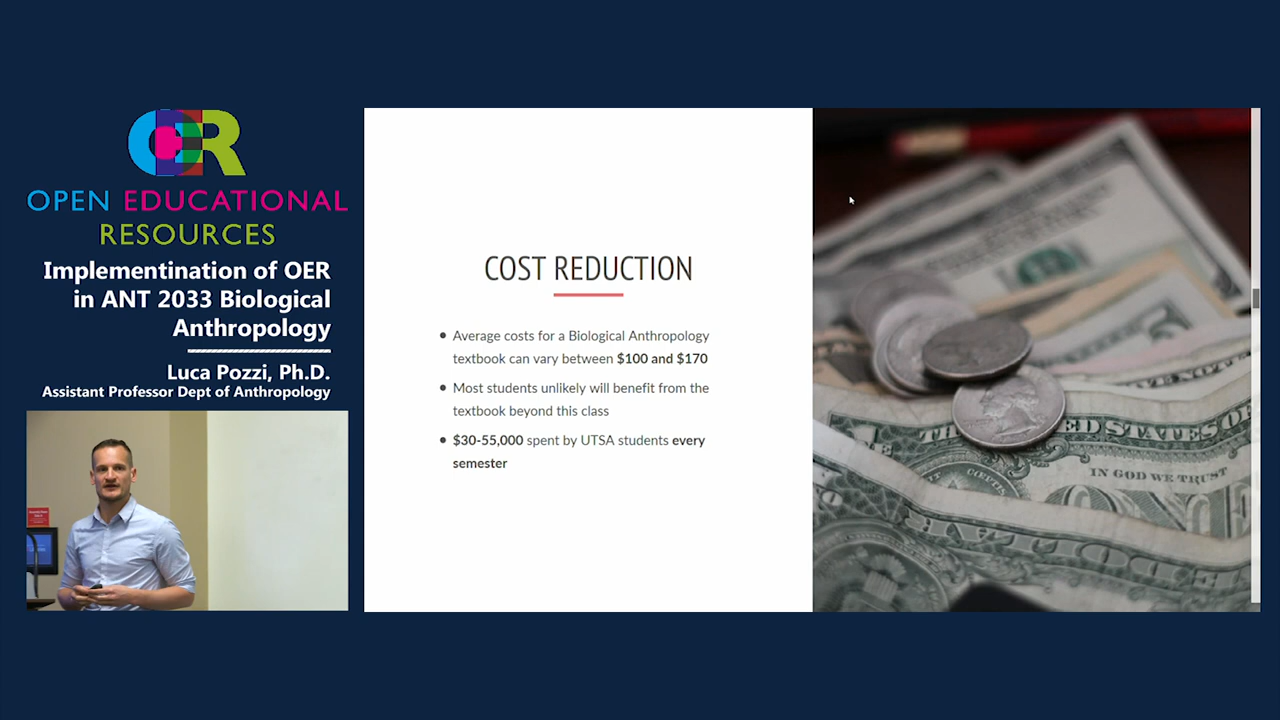 OER
OPEN EDUCATIONAL
RESOURCES
Implementination of OER
in ANT 2033 Biological
Anthropology
Luca Pozzi, Ph.D.
Assistant Professor Dept of Anthropology
COST REDUCTION
• Average costs for a Biological Anthropology
textbook can vary between $100 and $170
• Most students unlikely will benefit from the
textbook beyond this class
• $30-55,000 spent by UTSA students every
semester
IN GOD WE TRUST